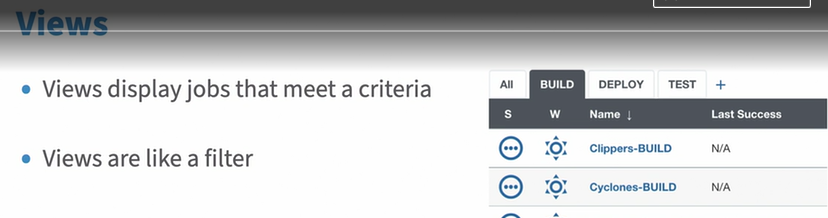 Views
• Views display jobs that meet a criteria
• Views are like a filter
All BUILD DEPLOY TEST +
S W Name ↓ Last Success
Clippers-BUILD N/A
Cyclones-BUILD N/A